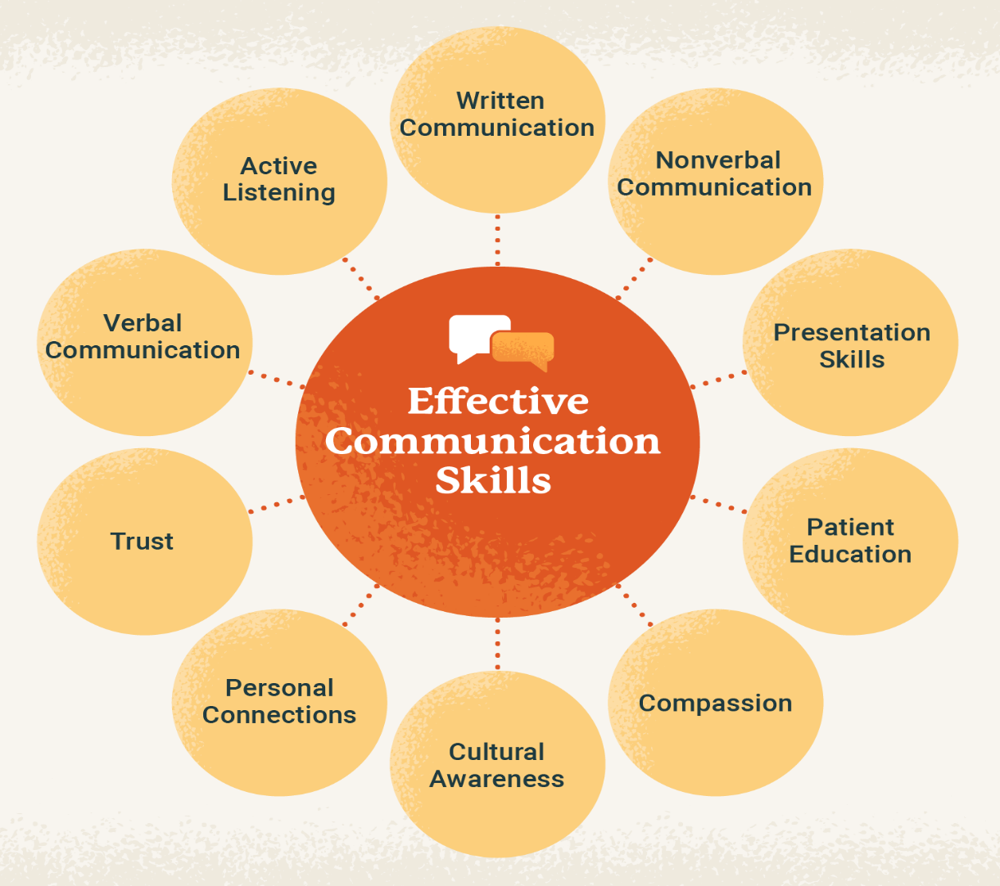 Written
Communication
Nonverbal
Communication
Presentation
Skills
Patient
Education
Compassion
Cultural
Awareness
Personal
Connections
Trust
Verbal
Communication
Active
Listening
Effective
Communication
Skills